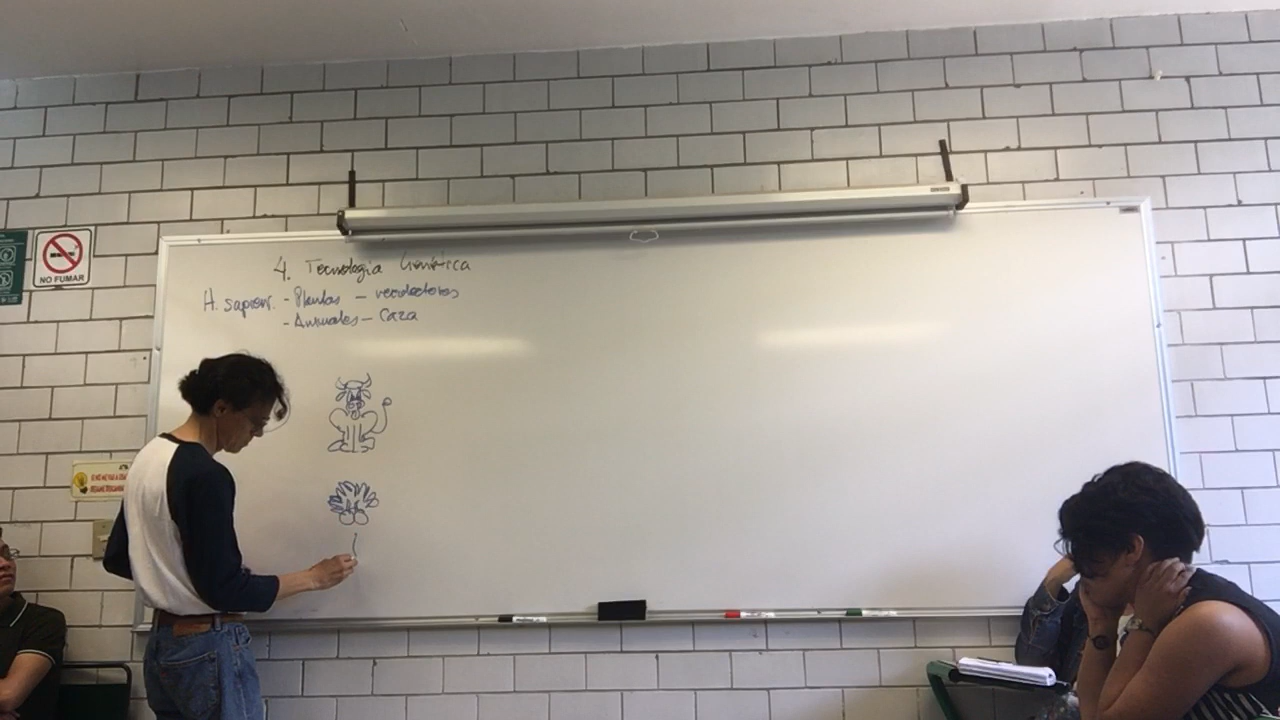 4. Tecnología Genética
H. sapiens. - Plantas - recolectores
- Animales - Caza
NO FUMAR